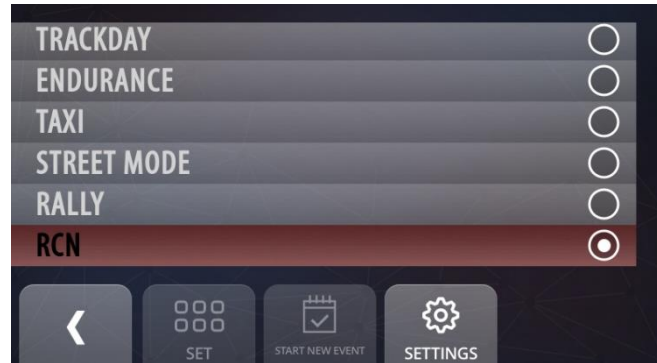 TRACKDAY
ENDURANCE
TAXI
STREET MODE
RALLY
RCN
SET
START NEW EVENT
SETTINGS